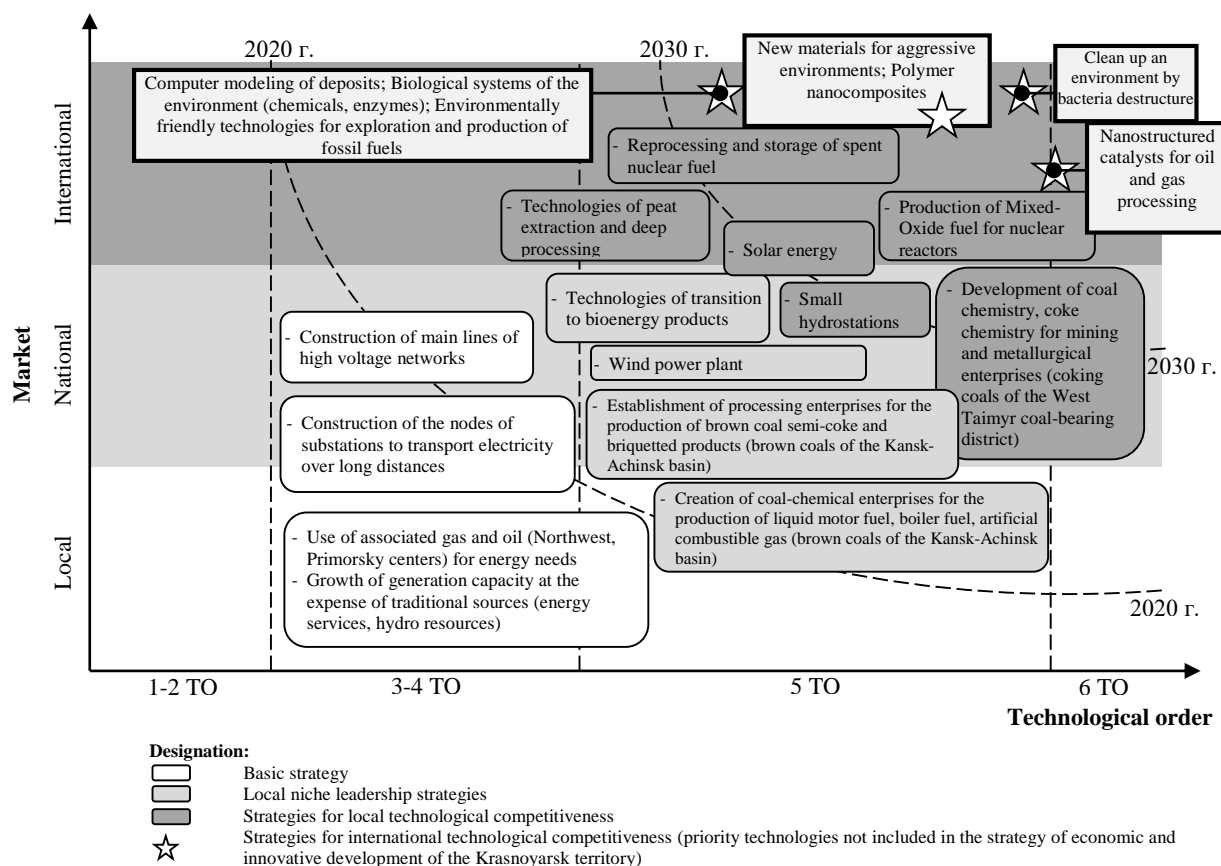 2020 г.
2030 г.
Computer modeling of deposits; Biological systems of the
environment (chemicals, enzymes); Environmentally
friendly technologies for exploration and production of
fossil fuels
New materials for aggressive
environments; Polymer
nanocomposites
Clean up an
environment by
bacteria destructure
Nanostructured
catalysts for oil
and gas
processing
- Reprocessing and storage of spent
nuclear fuel
- Technologies of peat
extraction and deep
processing
- Production of Mixed-
Oxide fuel for nuclear
reactors
- Solar energy
International
- Technologies of transition
to bioenergy products
- Small
hydrostations
- Development of coal
chemistry, coke
chemistry for mining
and metallurgical
enterprises (coking
coals of the West
Taimyr coal-bearing
district)
- Construction of main lines of
high voltage networks
- Wind power plant
2030 г.
Market
National
- Construction of the nodes of
substations to transport electricity
over long distances
- Establishment of processing enterprises for the
production of brown coal semi-coke and
briquetted products (brown coals of the Kansk-
Achinsk basin)
- Creation of coal-chemical enterprises for the
production of liquid motor fuel, boiler fuel, artificial
combustible gas (brown coals of the Kansk-Achinsk
basin)
Local
- Use of associated gas and oil (Northwest,
Primorsky centers) for energy needs
- Growth of generation capacity at the
expense of traditional sources (energy
services, hydro resources)
2020 г.
1-2 TO
3-4 TO
5 TO
6 TO
Technological order
Designation:
Basic strategy
Local niche leadership strategies
Strategies for local technological competitiveness
Strategies for international technological competitiveness (priority technologies not included in the strategy of economic and
innovative development of the Krasnoyarsk territory)